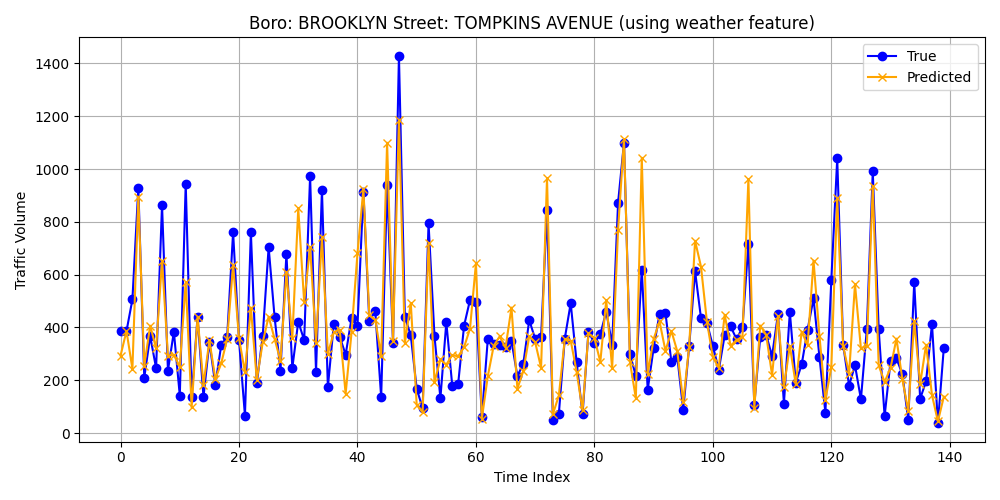 Boro: BROOKLYN Street: TOMPKINS AVENUE (using weather feature)
True
Predicted
Traffic Volume
1400
1200
1000
800
600
400
200
0
0 20 40 60 80 100 120 140
Time Index